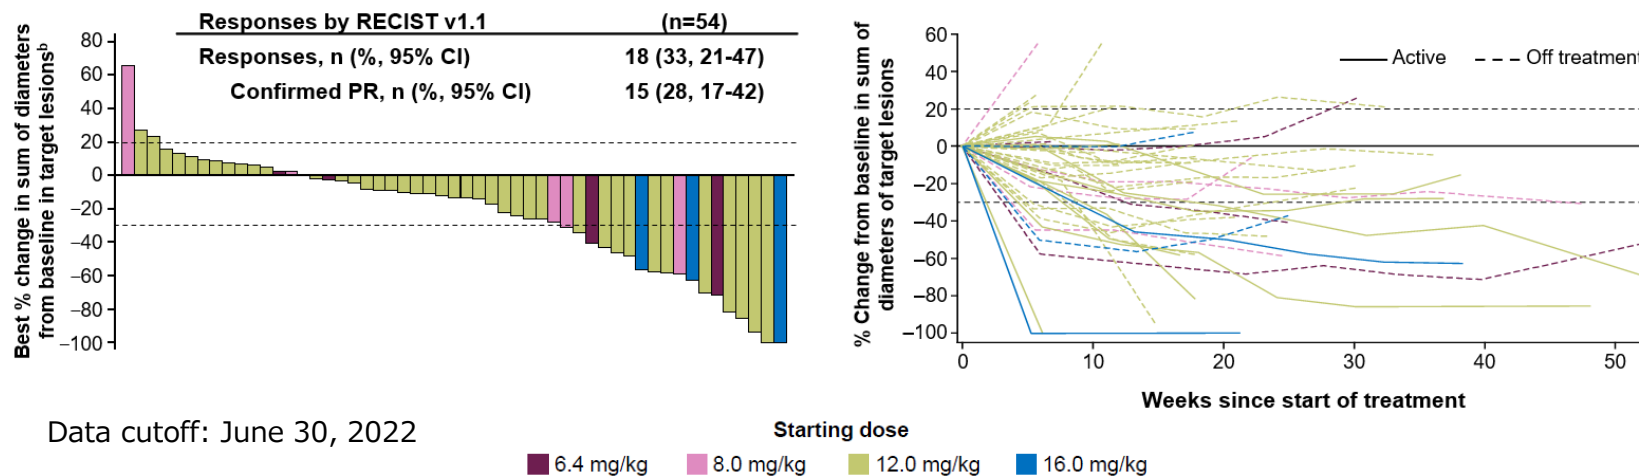 Responses by RECIST v1.1 (n=54)
Responses, n (%, 95% CI) 18 (33, 21-47)
Confirmed PR, n (%, 95% CI) 15 (28, 17-42)
Best % change in sum of diameters
from baseline in target lesionsb
80
60
40
20
0
−20
−40
−60
−80
−100
% Change from baseline in sum of
diameters of target lesions
60
40
20
0
−20
−40
−60
−80
−100
Active Off treatment
0 10 20 30 40 50
Weeks since start of treatment
Data cutoff: June 30, 2022
Starting dose
6.4 mg/kg 8.0 mg/kg 12.0 mg/kg 16.0 mg/kg